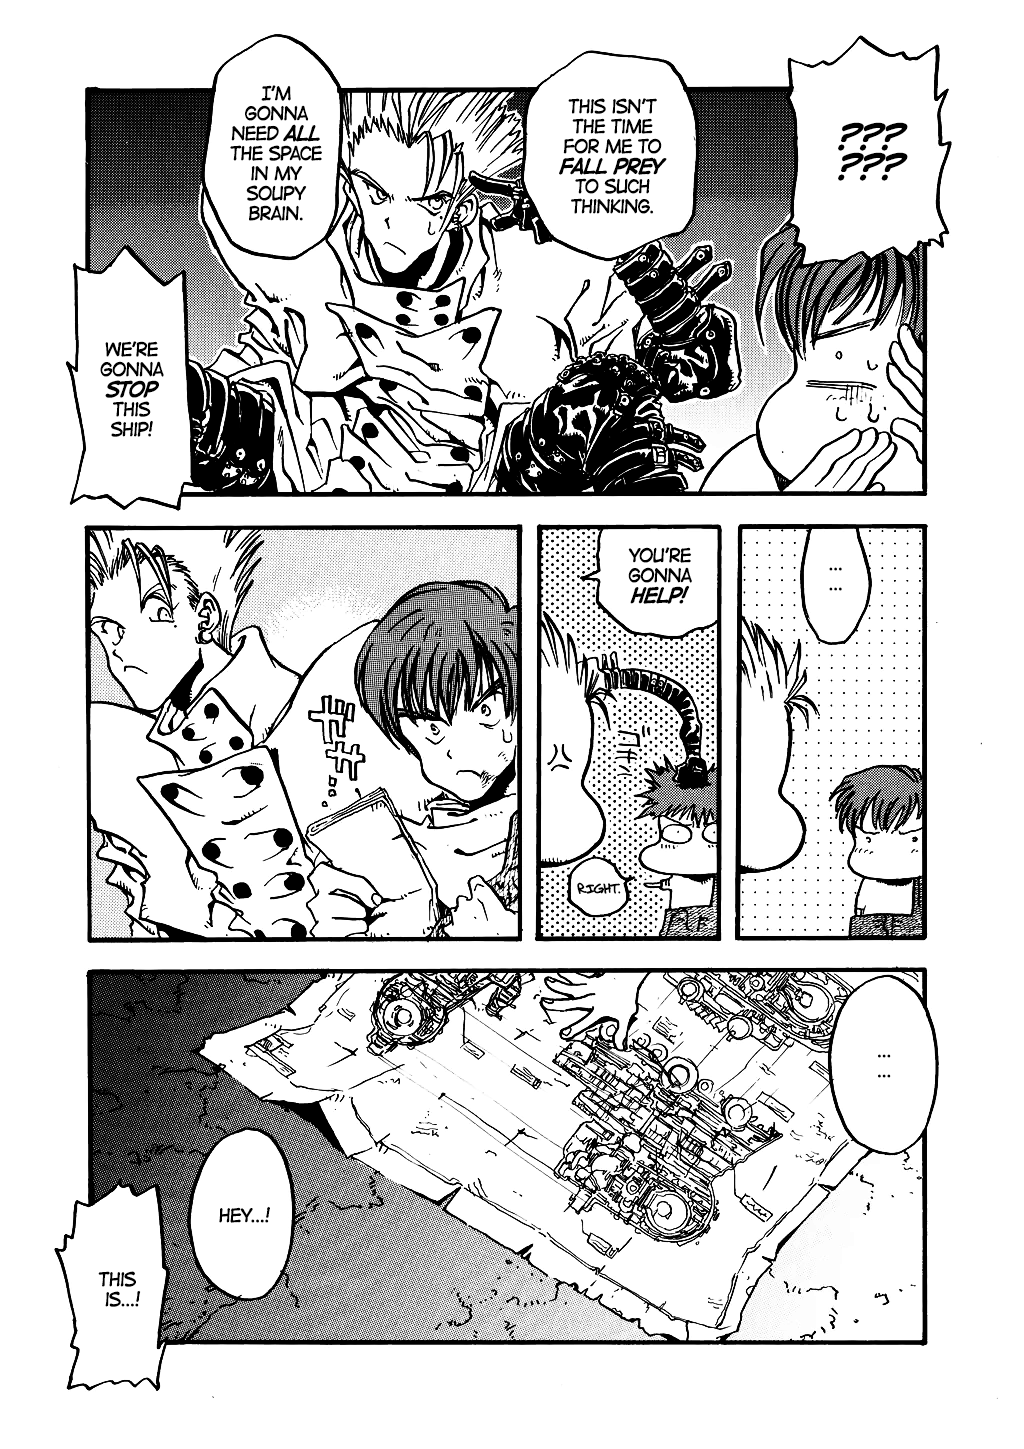 ???
???
THIS ISN'T
THE TIME
FOR ME TO
FALL PREY
TO SUCH
THINKING.
I'M
GONNA
NEED ALL
THE SPACE
IN MY
SOUPY
BRAIN.
WE'RE
GONNA
STOP
THIS
SHIP!
...
...
YOU'RE
GONNA
HELP!
RIGHT.
...
...
HEY...!
THIS
IS...!